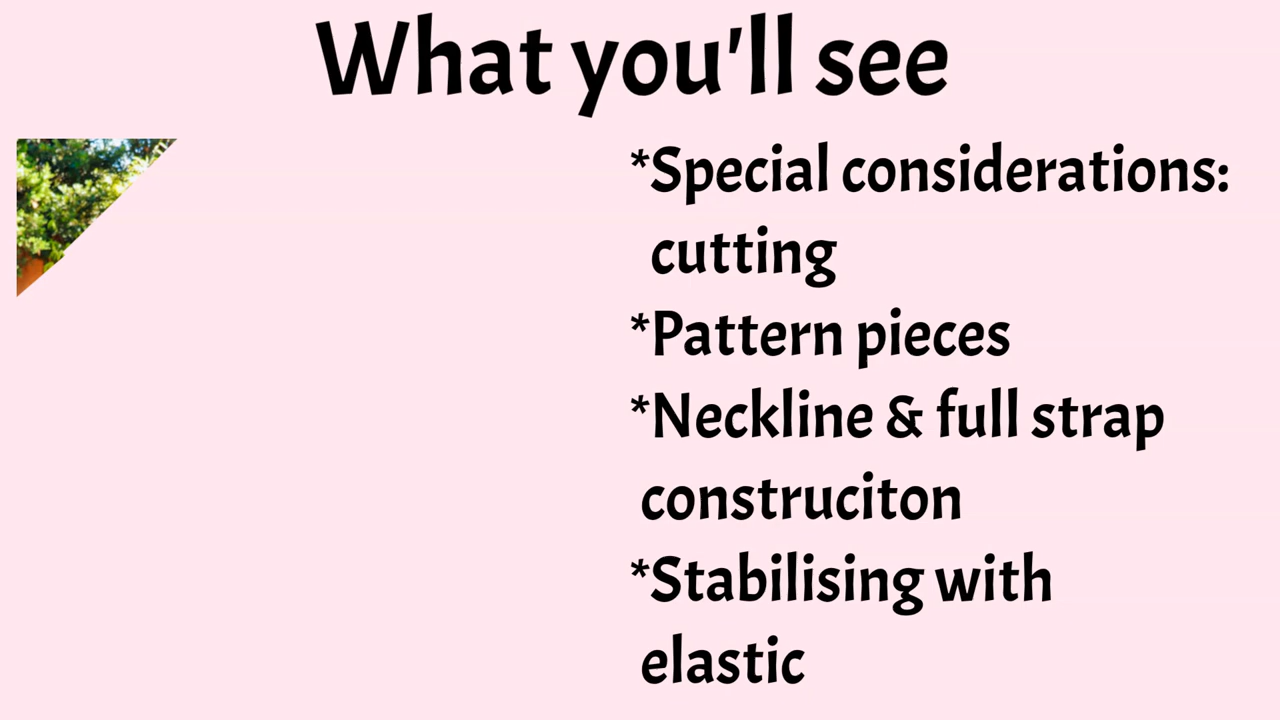 What you'll see
*Special considerations:
cutting
*Pattern pieces
*Neckline & full strap
construciton
*Stabilising with
elastic